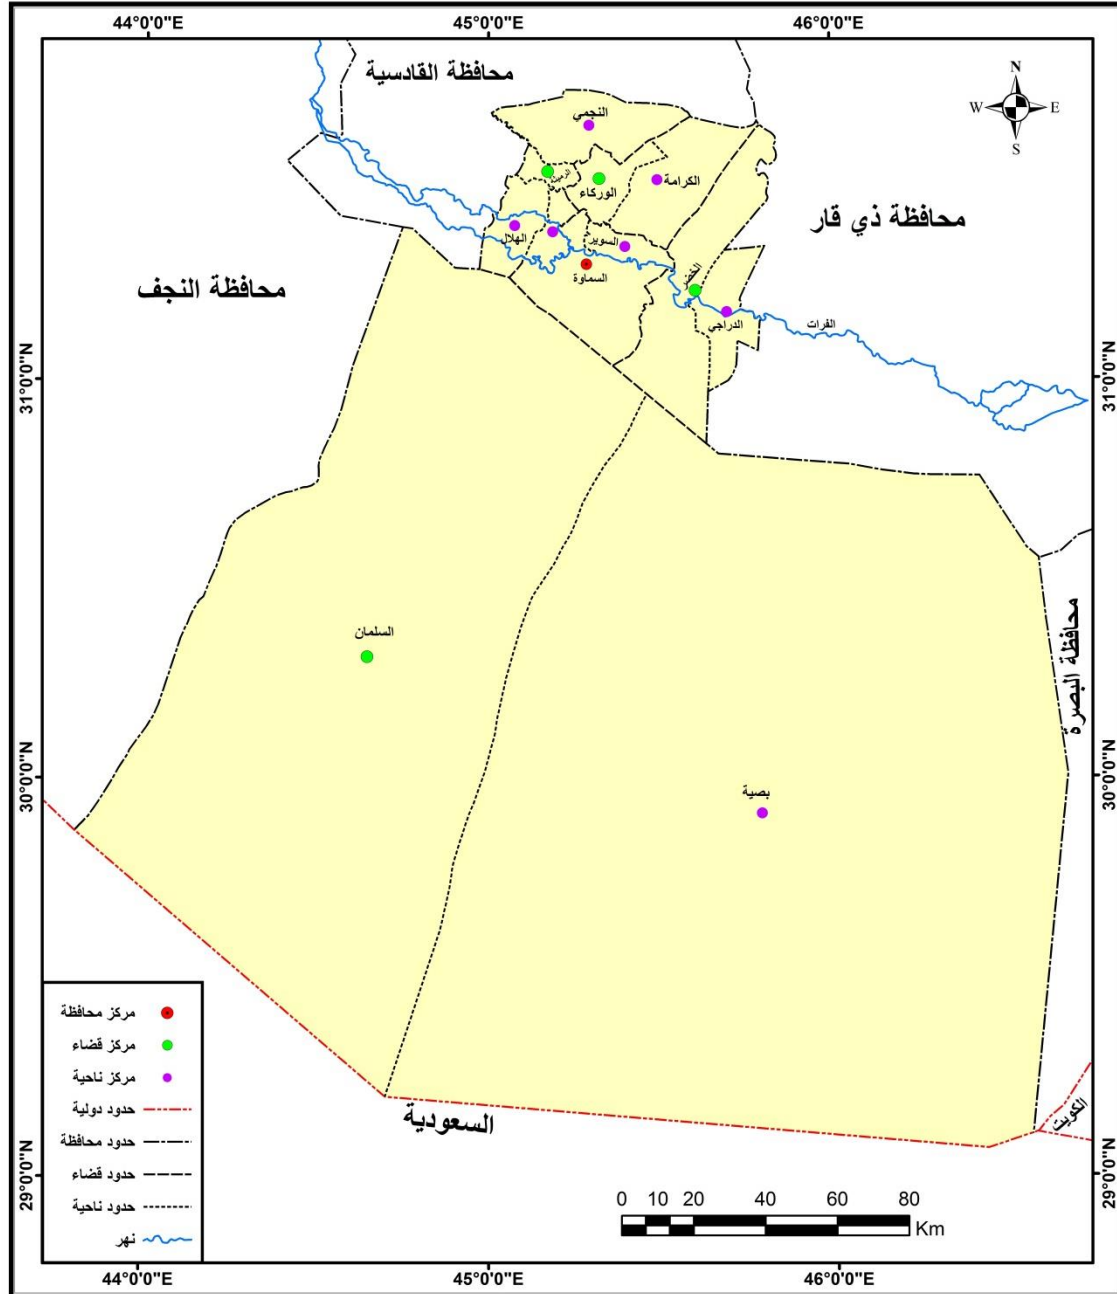 44°0'0"E 45°0'0"E 46°0'0"E
محافظة القادسية
N
W E
S
النجمي
الكرامة
الوركاء
محافظة ذي قار
الهلال
السوير
السماوة
محافظة النجف
الخضر
الدراجي
الفرات
31°0'0"N 31°0'0"N
السلمان
محافظة البصرة
بصية
30°0'0"N 30°0'0"N
السعودية
الكويت
29°0'0"N 29°0'0"N
مركز محافظة
مركز قضاء
مركز ناحية
حدود دولية
حدود محافظة
حدود قضاء
حدود ناحية
نهر
0 10 20 40 60 80
Km
44°0'0"E 45°0'0"E 46°0'0"E